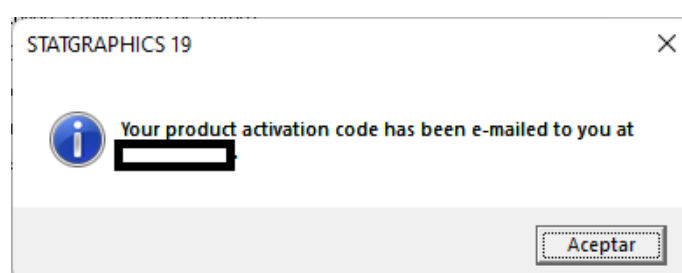 STATGRAPHICS 19
Your product activation code has been e-mailed to you at
Aceptar